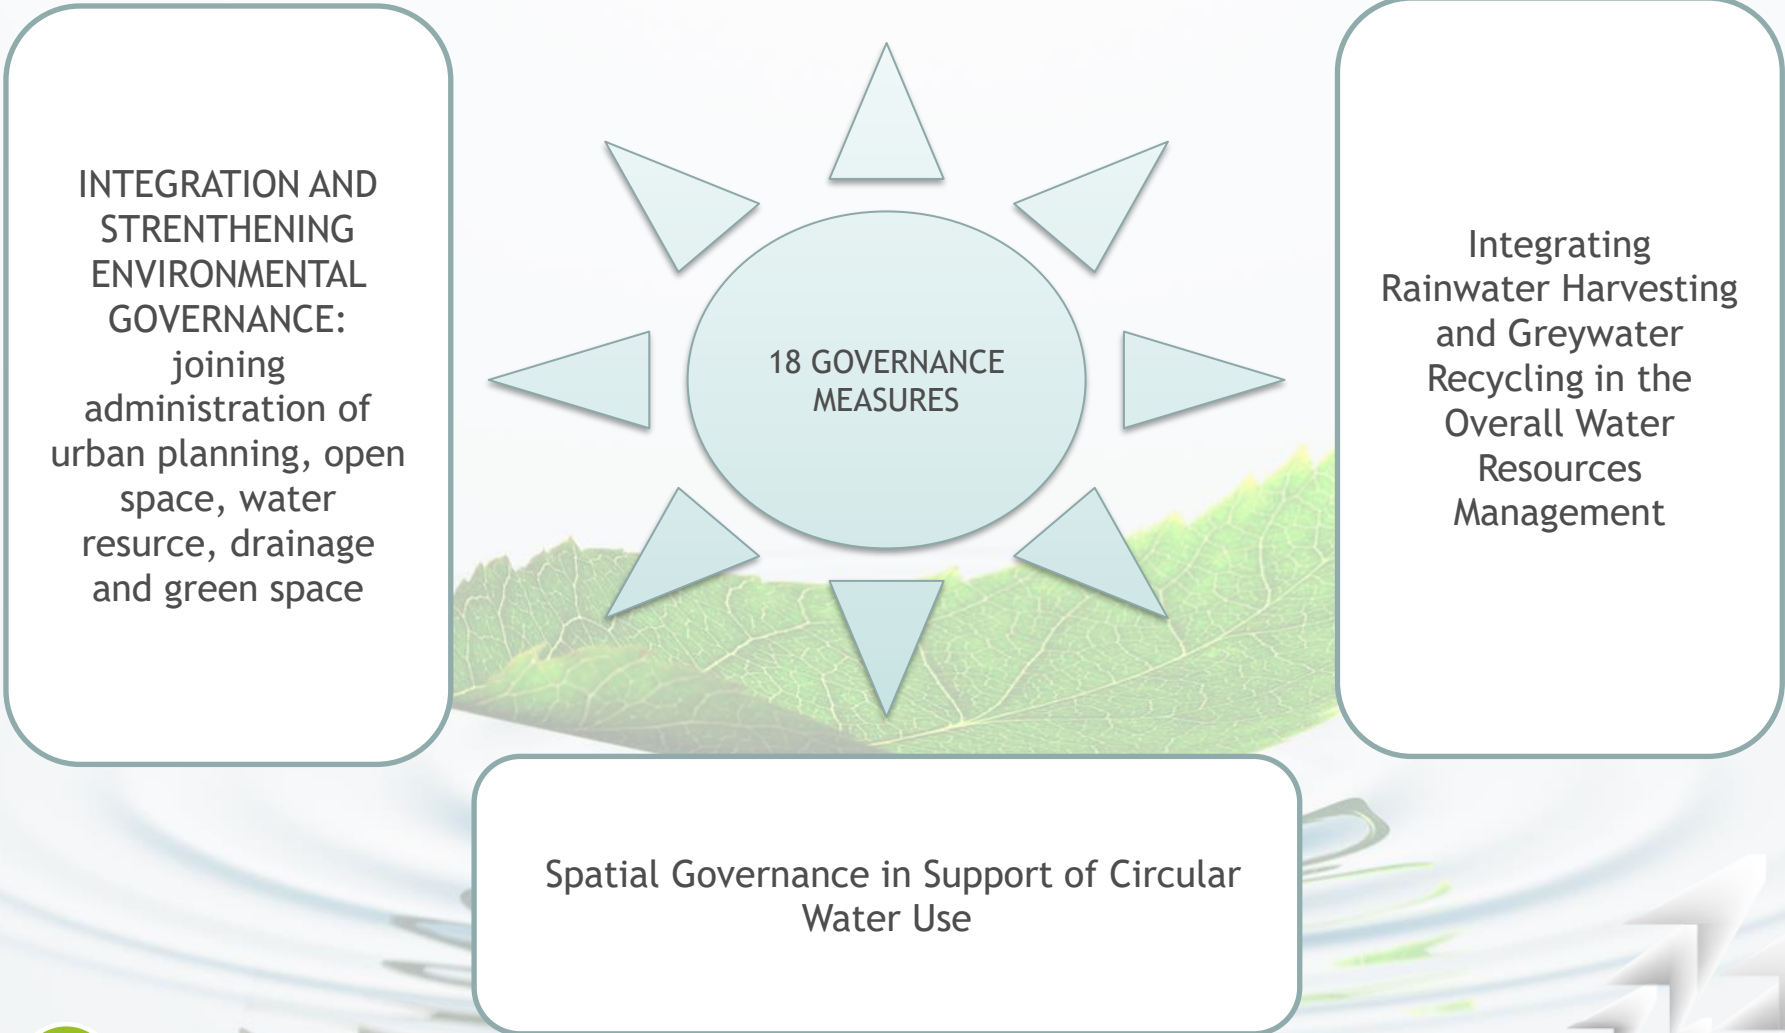 INTEGRATION AND
STRENTHENING
ENVIRONMENTAL
GOVERNANCE:
joining
administration of
urban planning, open
space, water
resurce, drainage
and green space
18 GOVERNANCE
MEASURES
Integrating
Rainwater Harvesting
and Greywater
Recycling in the
Overall Water
Resources
Management
Spatial Governance in Support of Circular
Water Use